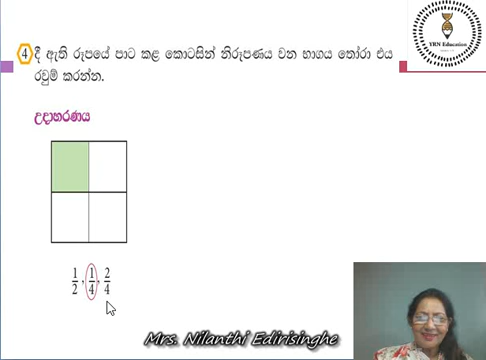 4 දී ඇති රූපයේ පාට කළ කොටසින් නිරූපණය වන භාගය තෝරා එය
රවුම් කරන්න.
YRN Education
උදාහරණය
1/2 , 1/4 , 2/4
Mrs. Nilanthi Edirisinghe